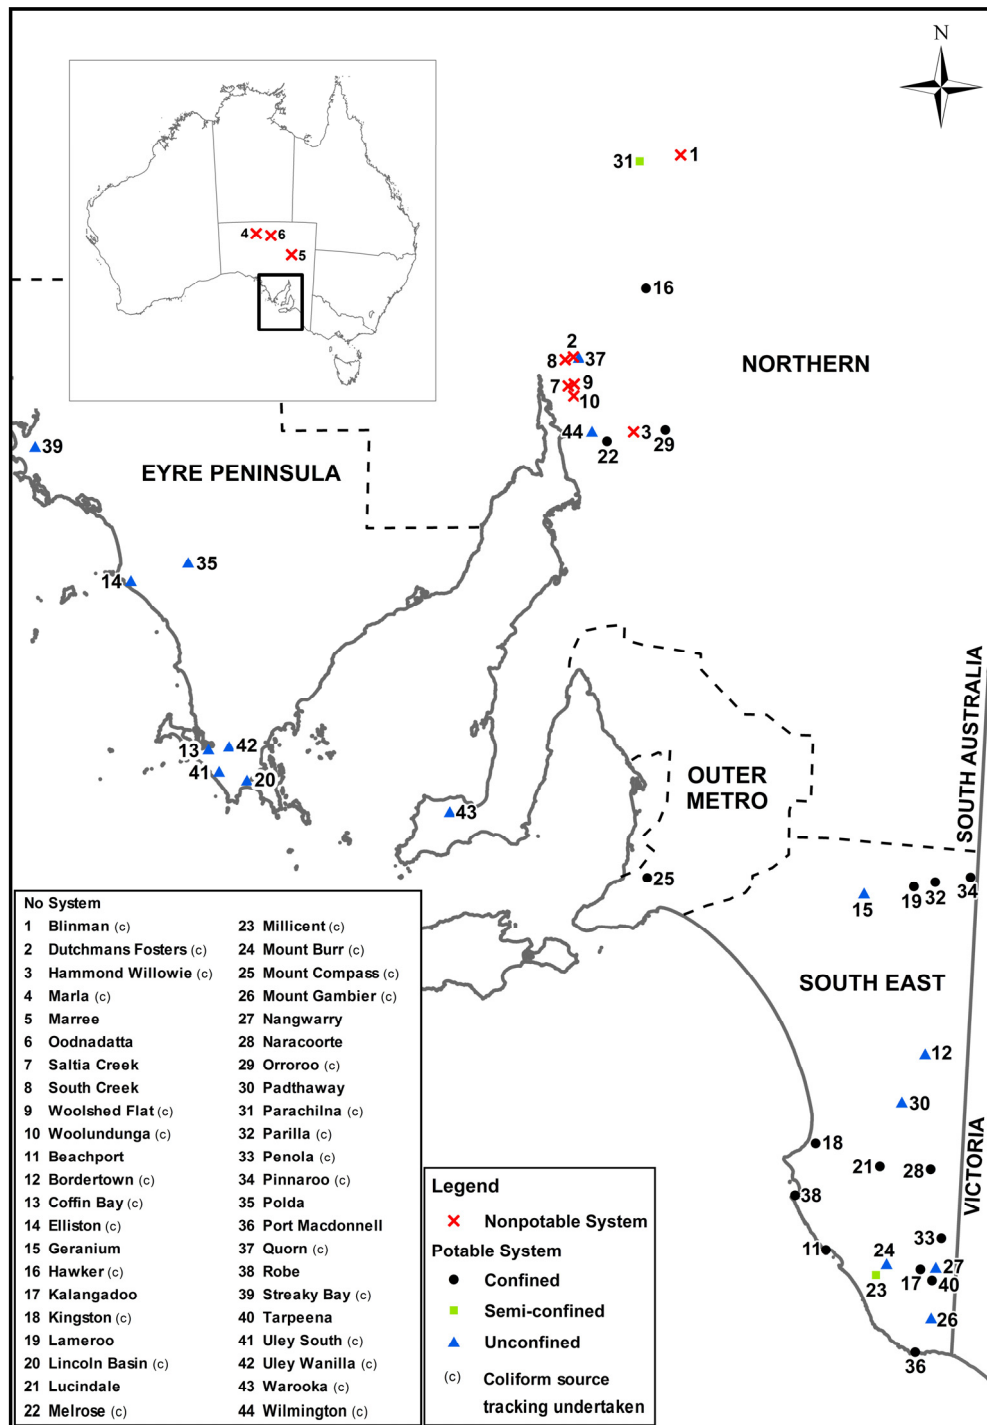 N
31
1
4
6
5
16
2
8
37
7
9
10
NORTHERN
44
3
22
29
39
EYRE PENINSULA
35
14
SOUTH AUSTRALIA
13
42
41
20
OUTER
METRO
43
25
15
19
32
34
SOUTH EAST
12
30
VICTORIA
18
21
28
38
33
11
24
27
23
17
40
26
36
No System
1 Blinman (c)
2 Dutchmans Fosters (c)
3 Hammond Willowie (c)
4 Marla (c)
5 Marree
6 Oodnadatta
7 Saltia Creek
8 South Creek
9 Woolshed Flat (c)
10 Woolundunga (c)
11 Beachport
12 Bordertown (c)
13 Coffin Bay (c)
14 Elliston (c)
15 Geranium
16 Hawker (c)
17 Kalangadoo
18 Kingston (c)
19 Lameroo
20 Lincoln Basin (c)
21 Lucindale
22 Melrose (c)
23 Millicent (c)
24 Mount Burr (c)
25 Mount Compass (c)
26 Mount Gambier (c)
27 Nangwarry
28 Naracoorte
29 Orroroo (c)
30 Padthaway
31 Parachilna (c)
32 Parilla (c)
33 Penola (c)
34 Pinnaroo (c)
35 Polda
36 Port Macdonnell
37 Quorn (c)
38 Robe
39 Streaky Bay (c)
40 Tarpeena
41 Uley South (c)
42 Uley Wanilla (c)
43 Warooka (c)
44 Wilmington (c)
Legend
Nonpotable System
Potable System
Confined
Semi-confined
Unconfined
(c) Coliform source
tracking undertaken